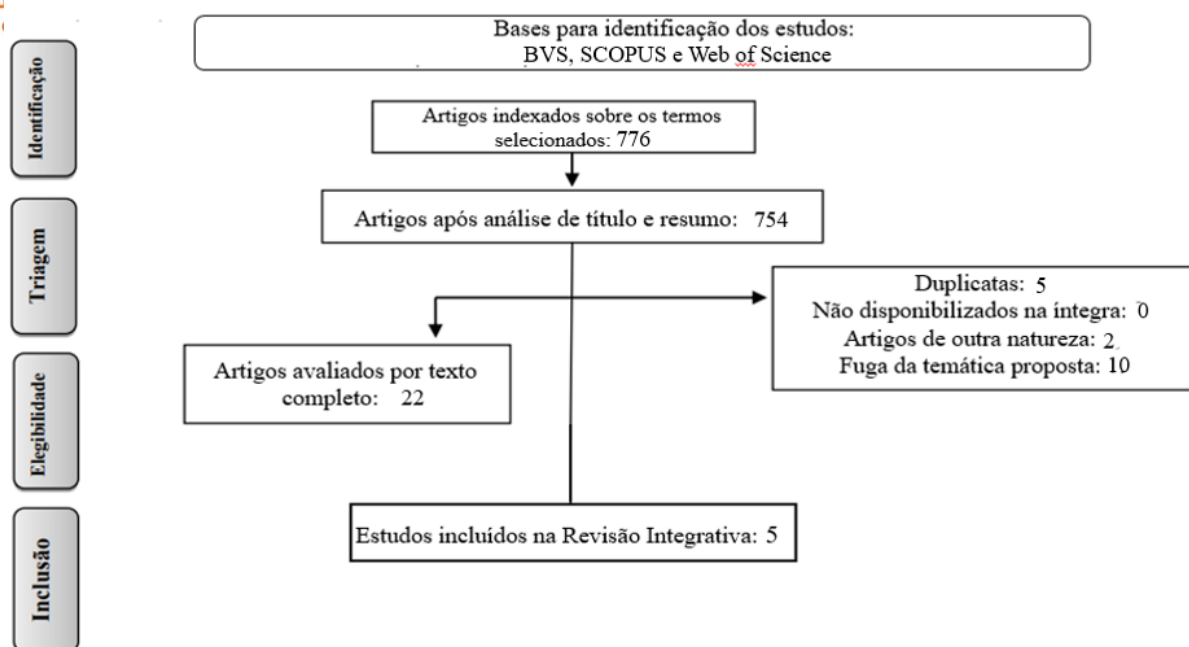 Bases para identificação dos estudos:
BVS, SCOPUS e Web of Science
Identificação
Artigos indexados sobre os termos
selecionados: 776
Triagem
Artigos após análise de título e resumo: 754
Duplicatas: 5
Não disponibilizados na íntegra: 0
Artigos de outra natureza: 2
Fuga da temática proposta: 10
Elegibilidade
Artigos avaliados por texto
completo: 22
Inclusão
Estudos incluídos na Revisão Integrativa: 5